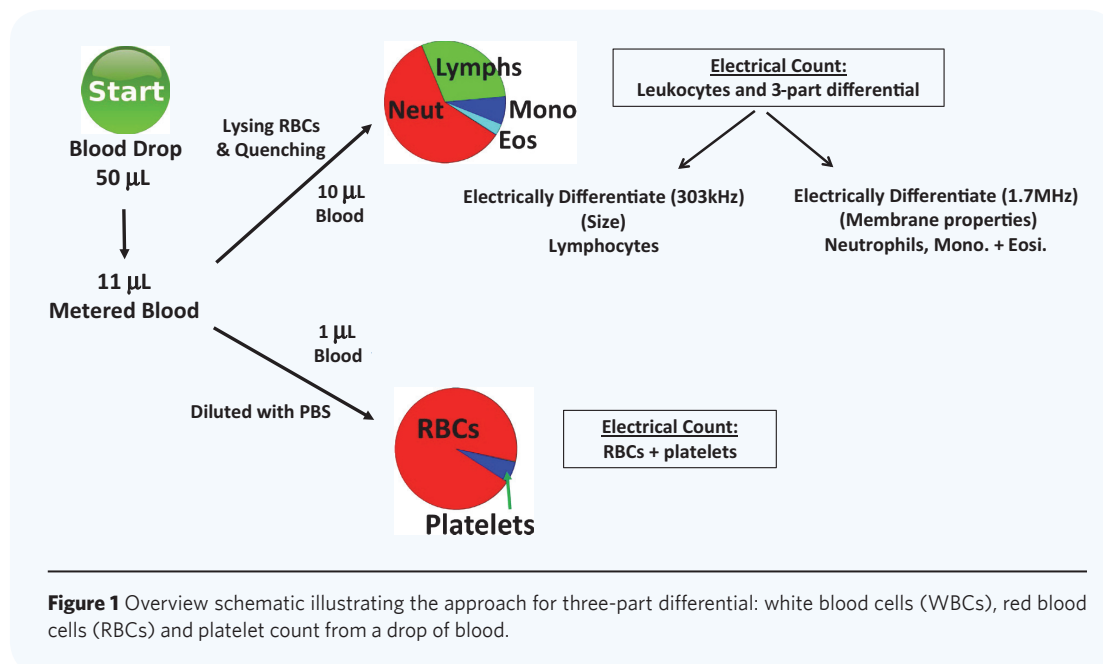 Start
Blood Drop
50 μL
11 μL
Metered Blood
Lysing RBCs
& Quenching
10 μL
Blood
Lymphs
Neut
Mono
Eos
Electrical Count:
Leukocytes and 3-part differential
Electrically Differentiate (303kHz)
(Size)
Lymphocytes
Electrically Differentiate (1.7MHz)
(Membrane properties)
Neutrophils, Mono. + Eosi.
1 μL
Blood
Diluted with PBS
RBCs
Platelets
Electrical Count:
RBCs + platelets
Figure 1 Overview schematic illustrating the approach for three-part differential: white blood cells (WBCs), red blood
cells (RBCs) and platelet count from a drop of blood.